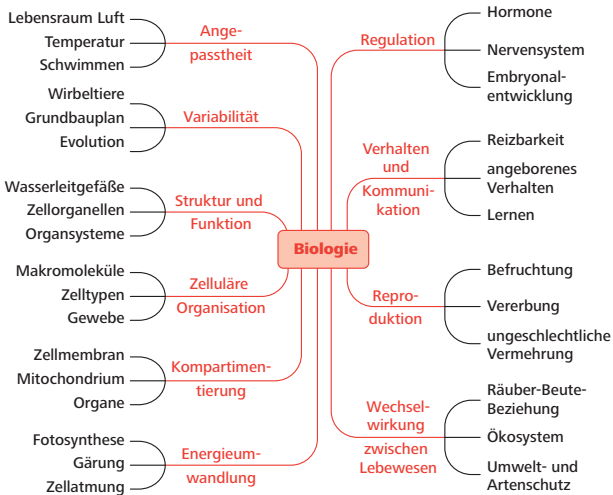 Lebensraum Luft
Temperatur
Schwimmen
Ange-
passtheit
Wirbeltiere
Grundbauplan
Evolution
Variabilität
Wasserleitgefäße
Zellorganellen
Organsysteme
Struktur und
Funktion
Makromoleküle
Zelltypen
Gewebe
Zelluläre
Organisation
Zellmembran
Mitochondrium
Organe
Kompartimen-
tierung
Fotosynthese
Gärung
Zellatmung
Energieum-
wandlung
Biologie
Regulation
Hormone
Nervensystem
Embryonal-
entwicklung
Verhalten
und
Kommuni-
kation
Reizbarkeit
angeborenes
Verhalten
Lernen
Repro-
duktion
Befruchtung
Vererbung
ungeschlechtliche
Vermehrung
Wechsel-
wirkung
zwischen
Lebewesen
Räuber-Beute-
Beziehung
Ökosystem
Umwelt- und
Artenschutz